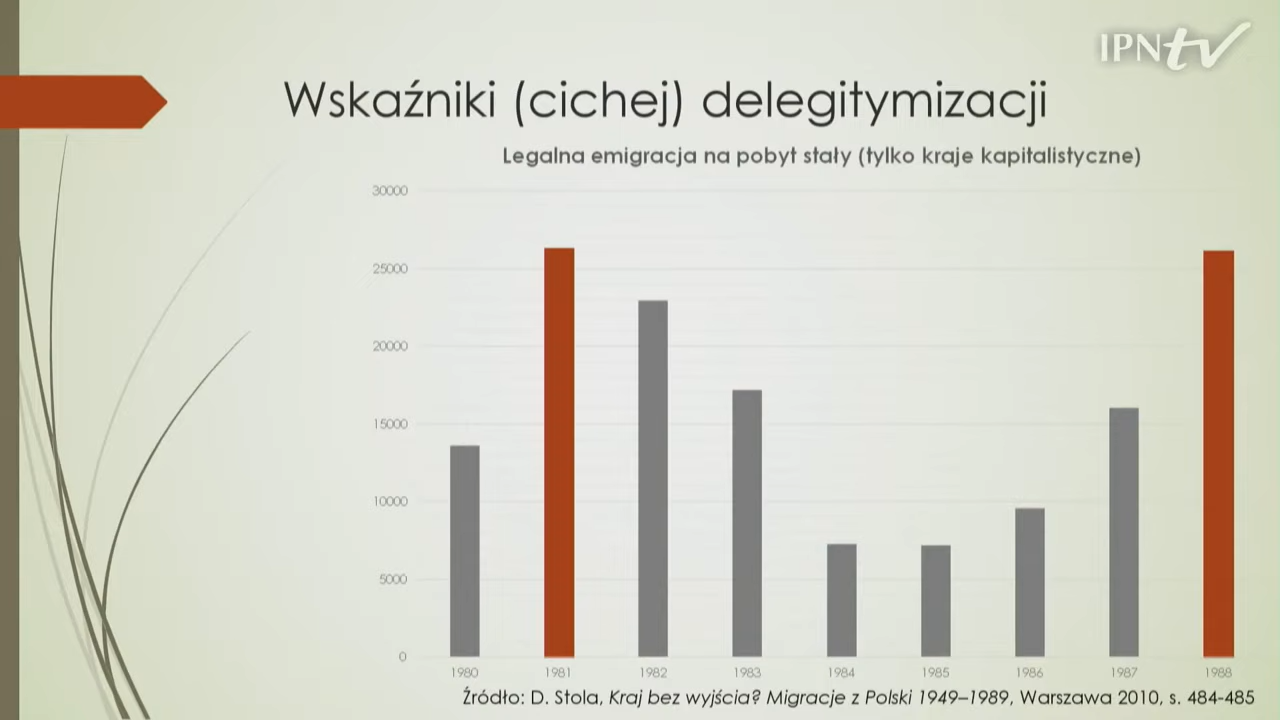 IPNtv
Wskaźniki (cichej) delegitymizacji
Legalna emigracja na pobyt stały (tylko kraje kapitalistyczne)
30000
25000
20000
15000
10000
5000
0
1980 1981 1982 1983 1984 1985 1986 1987 1988
Źródło: D. Stola, Kraj bez wyjścia? Migracje z Polski 1949–1989, Warszawa 2010, s. 484-485